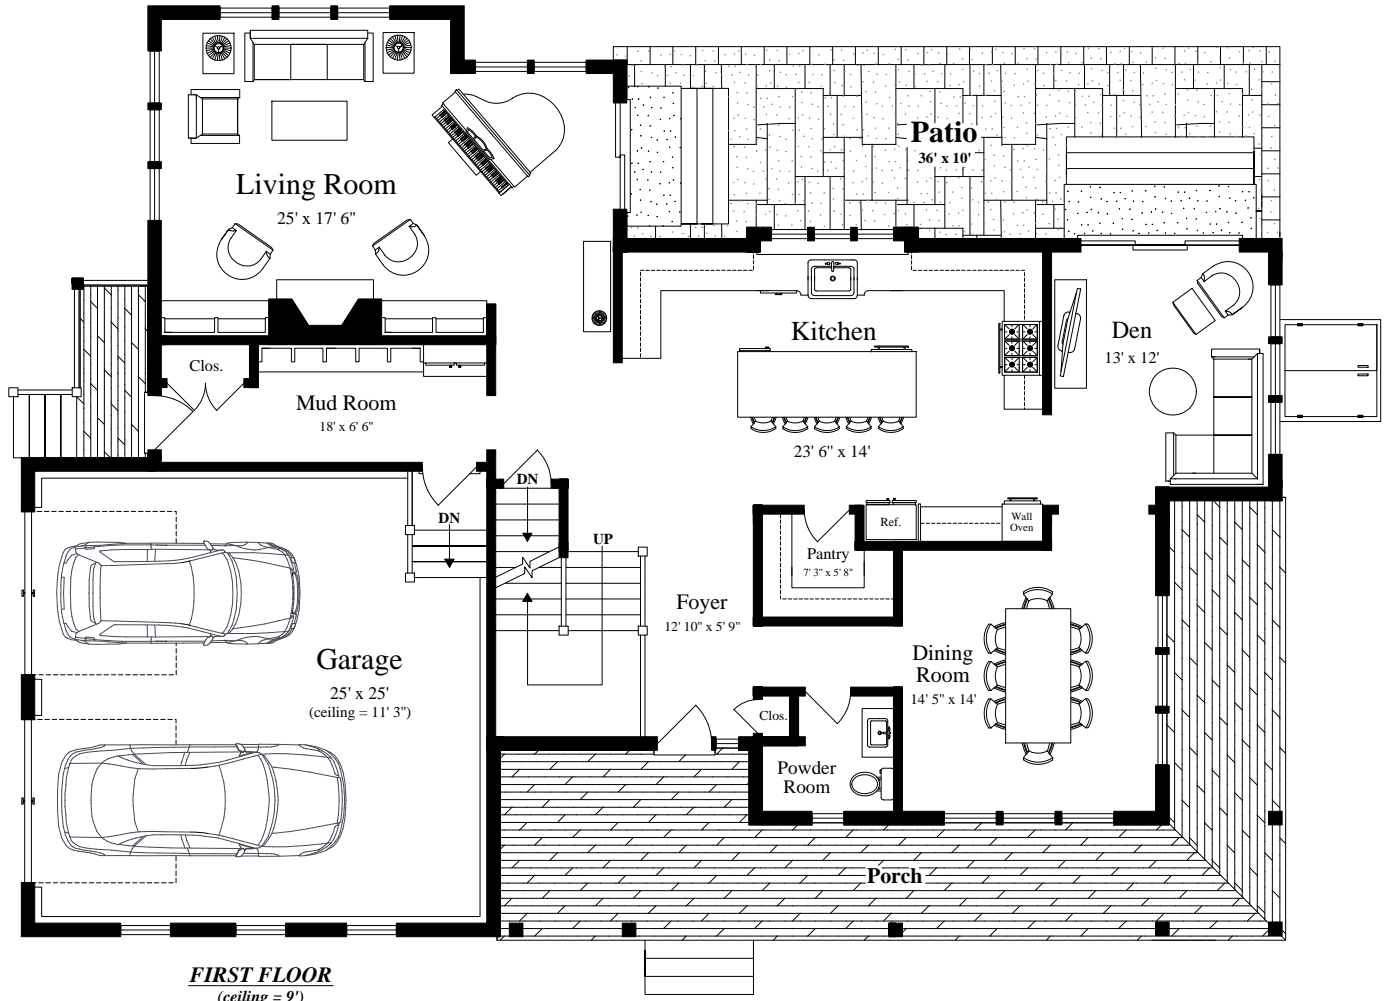 Patio
36' x 10'
Living Room
25' x 17' 6"
Kitchen
23' 6" x 14'
Den
13' x 12'
Clos.
Mud Room
18' x 6' 6"
DN
DN
UP
Ref.
Wall
Oven
Pantry
7' 3" x 5' 8"
Foyer
12' 10" x 5' 9"
Garage
25' x 25'
(ceiling = 11' 3")
Dining
Room
14' 5" x 14'
Clos.
Powder
Room
Porch
FIRST FLOOR
(ceiling = 9')